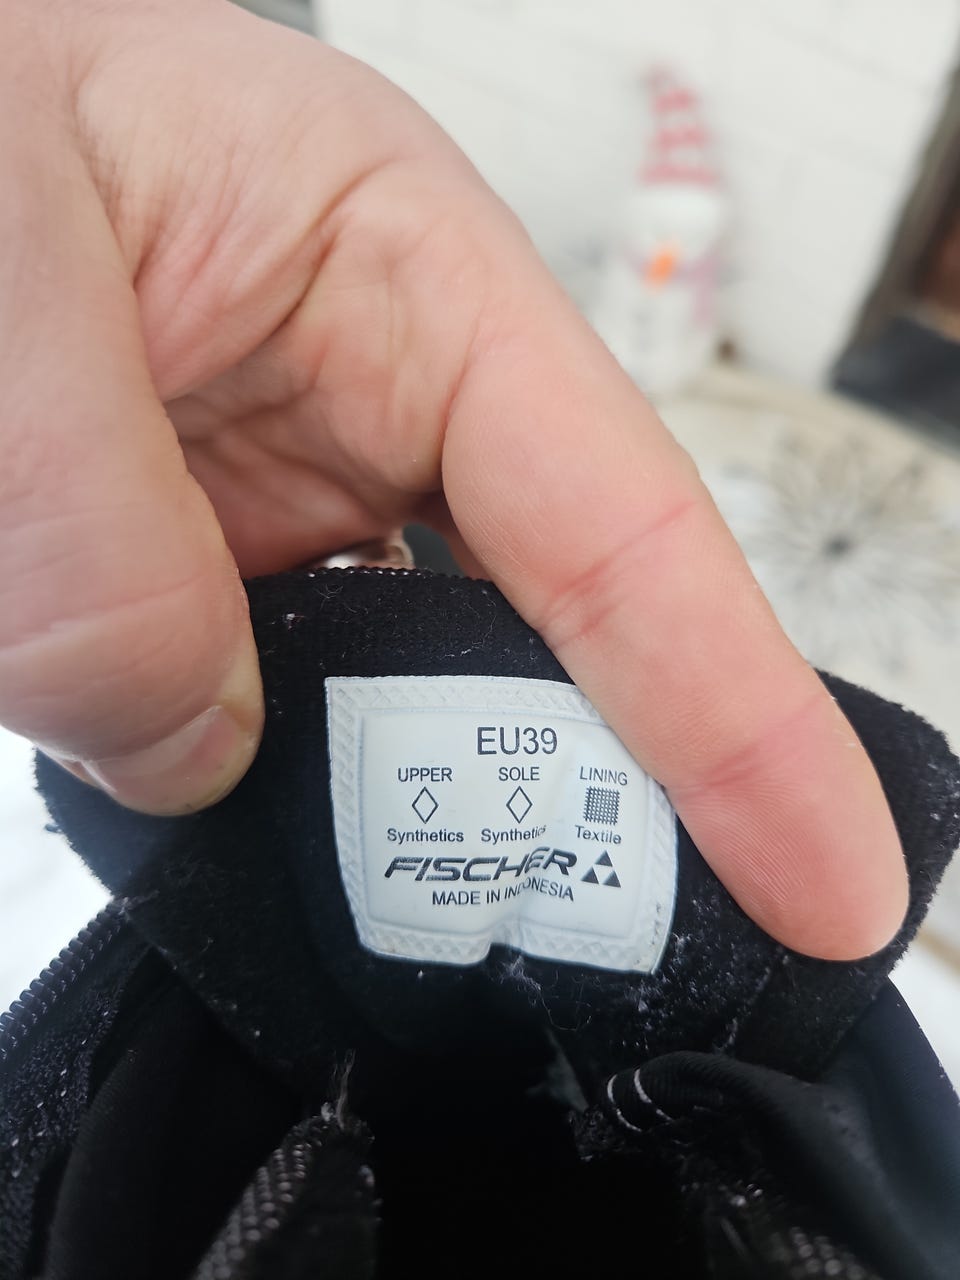 EU39
UPPER SOLE LINING
Synthetics Synthetics Textile
FISCHER
MADE IN INDONESIA